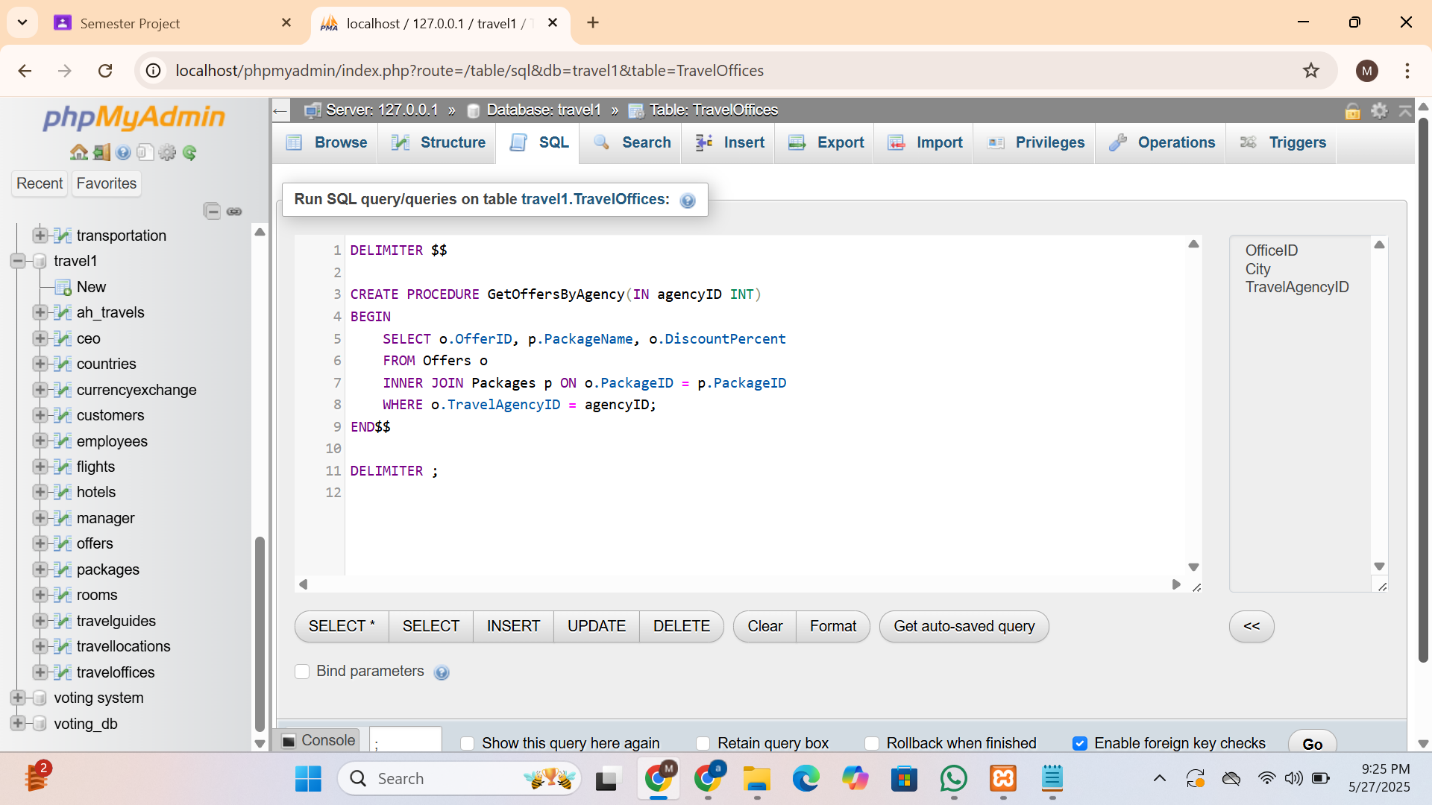 Semester Project
localhost / 127.0.0.1 / travel1 / T
localhost/phpmyadmin/index.php?route=/table/sql&db=travel1&table=TravelOffices
M
phpMyAdmin
Recent
Favorites
transportation
travel1
New
ah_travels
ceo
countries
currencyexchange
customers
employees
flights
hotels
manager
offers
packages
rooms
travelguides
travellocations
traveloffices
voting system
voting_db
Server: 127.0.0.1 » Database: travel1 » Table: TravelOffices
Browse Structure SQL Search Insert Export Import Privileges Operations Triggers
Run SQL query/queries on table travel1.TravelOffices:
1 DELIMITER $$
2
3 CREATE PROCEDURE GetOffersByAgency(IN agencyID INT)
4 BEGIN
5 SELECT o.OfferID, p.PackageName, o.DiscountPercent
6 FROM Offers o
7 INNER JOIN Packages p ON o.PackageID = p.PackageID
8 WHERE o.TravelAgencyID = agencyID;
9 END$$
10
11 DELIMITER ;
12
OfficeID
City
TravelAgencyID
SELECT * SELECT INSERT UPDATE DELETE Clear Format Get auto-saved query <<
Bind parameters
Console ; Show this query here again Retain query box Rollback when finished Enable foreign key checks Go
2
Search
M
a
9:25 PM
5/27/2025